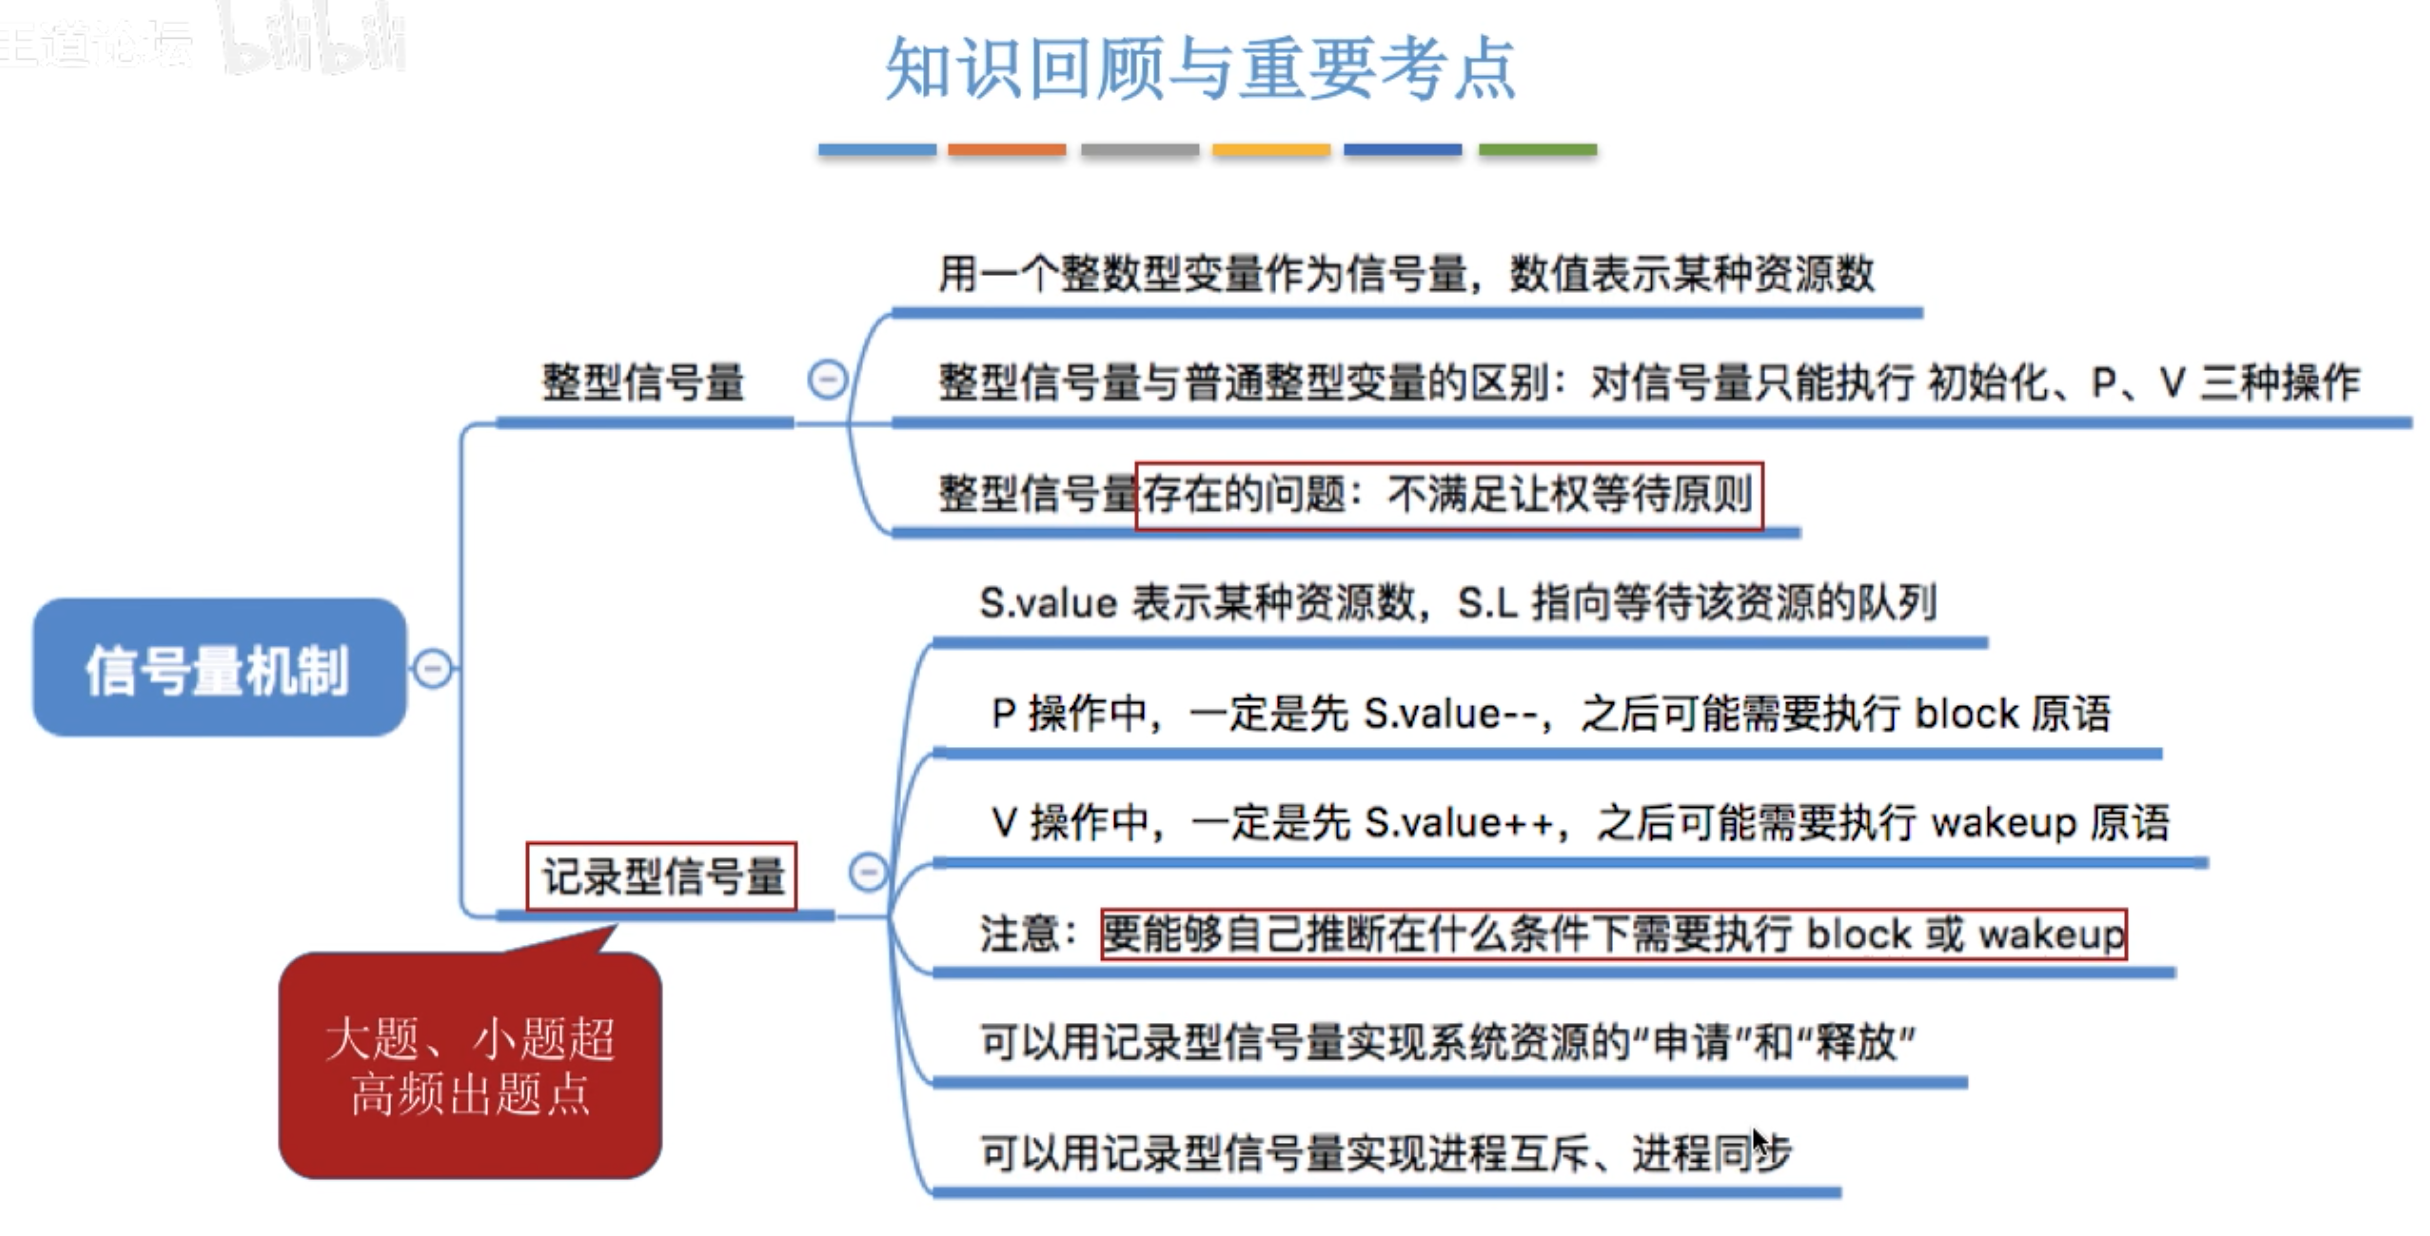 王道论坛 bilibili
知识回顾与重要考点
用一个整数型变量作为信号量，数值表示某种资源数
整型信号量
整型信号量与普通整型变量的区别：对信号量只能执行 初始化、P、V 三种操作
整型信号量存在的问题：不满足让权等待原则
信号量机制
S.value 表示某种资源数，S.L 指向等待该资源的队列
P 操作中，一定是先 S.value--，之后可能需要执行 block 原语
V 操作中，一定是先 S.value++，之后可能需要执行 wakeup 原语
记录型信号量
注意：要能够自己推断在什么条件下需要执行 block 或 wakeup
可以用记录型信号量实现系统资源的“申请”和“释放”
可以用记录型信号量实现进程互斥、进程同步
大题、小题超
高频出题点